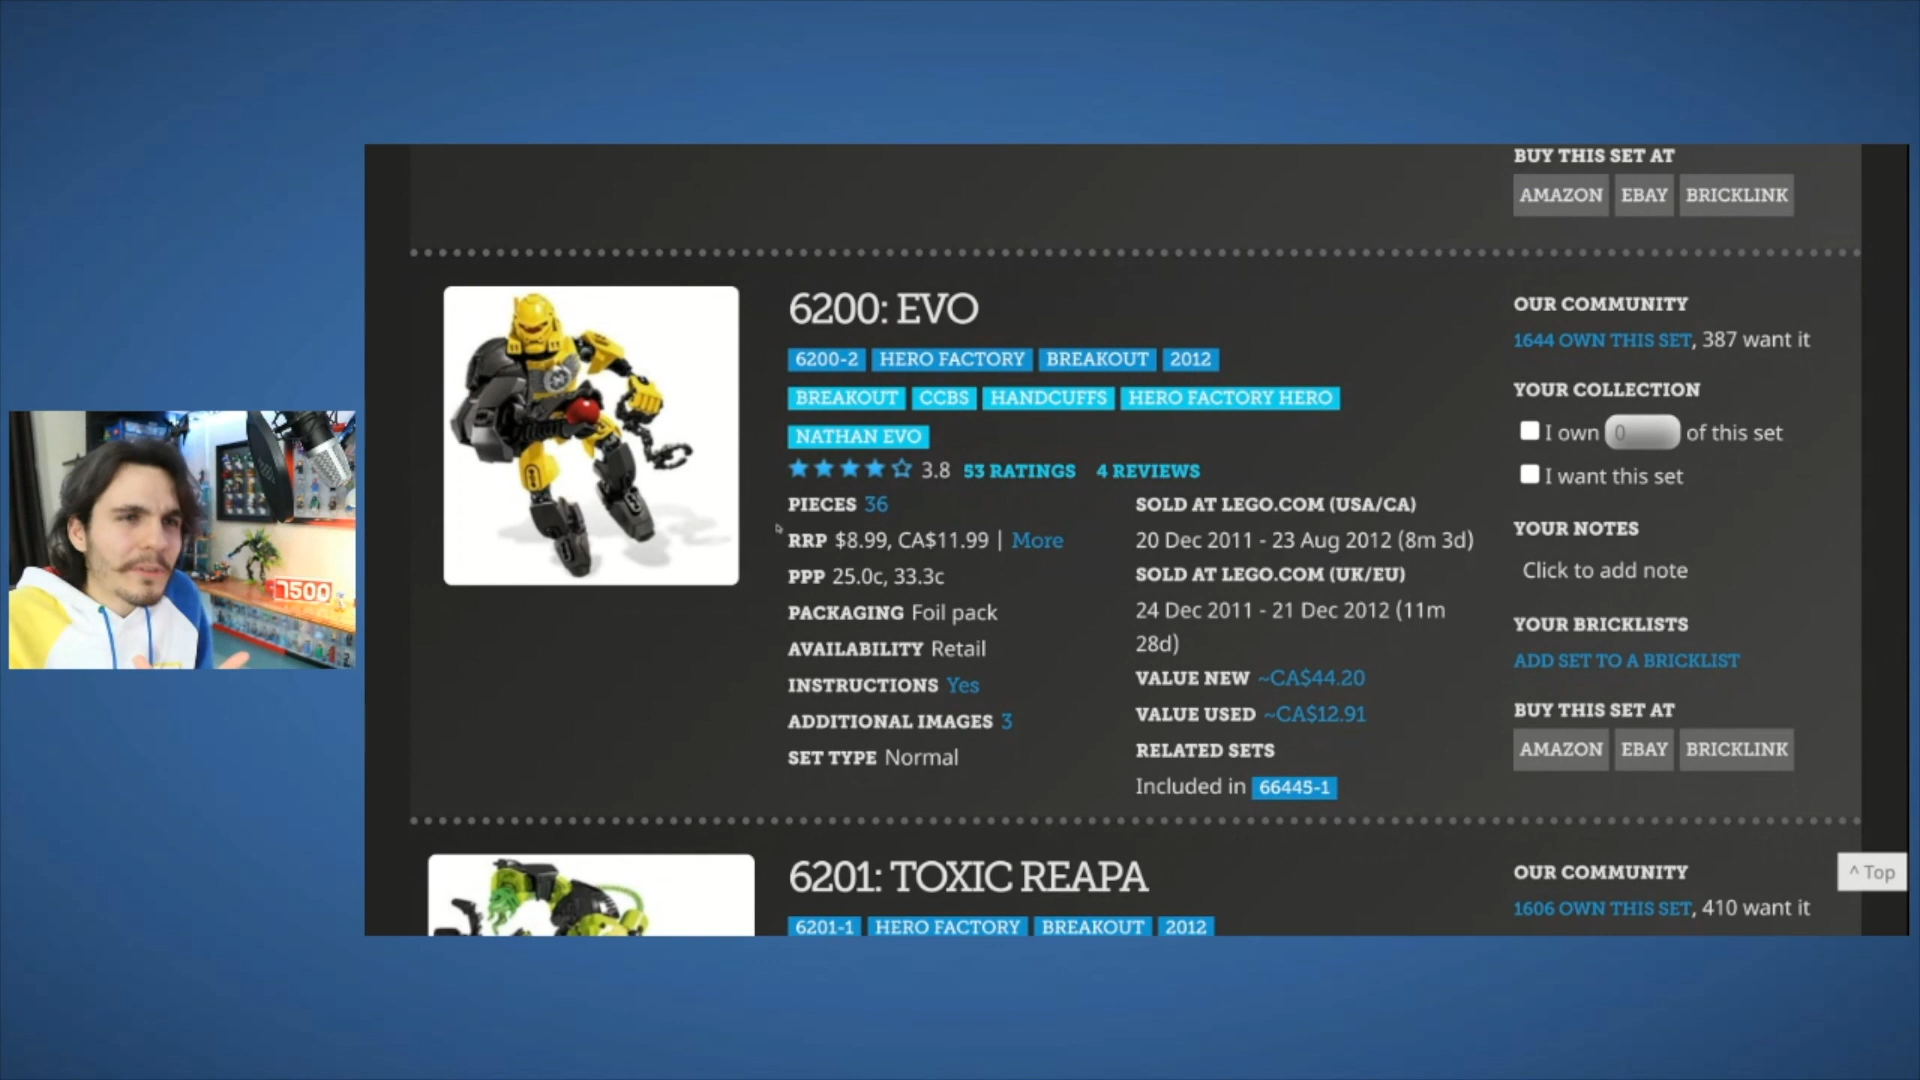 BUY THIS SET AT
AMAZON EBAY BRICKLINK
6200: EVO
6200-2 HERO FACTORY BREAKOUT 2012
BREAKOUT CCBS HANDCUFFS HERO FACTORY HERO
NATHAN EVO
3.8 53 RATINGS 4 REVIEWS
PIECES 36
RRP $8.99, CA$11.99 | More
PPP 25.0c, 33.3c
PACKAGING Foil pack
AVAILABILITY Retail
INSTRUCTIONS Yes
ADDITIONAL IMAGES 3
SET TYPE Normal
SOLD AT LEGO.COM (USA/CA)
20 Dec 2011 - 23 Aug 2012 (8m 3d)
SOLD AT LEGO.COM (UK/EU)
24 Dec 2011 - 21 Dec 2012 (11m
28d)
VALUE NEW ~CA$44.20
VALUE USED ~CA$12.91
RELATED SETS
Included in 66445-1
OUR COMMUNITY
1644 OWN THIS SET, 387 want it
YOUR COLLECTION
I own 0 of this set
I want this set
YOUR NOTES
Click to add note
YOUR BRICKLISTS
ADD SET TO A BRICKLIST
BUY THIS SET AT
AMAZON EBAY BRICKLINK
7500
6201: TOXIC REAPA
6201-1 HERO FACTORY BREAKOUT 2012
OUR COMMUNITY
1606 OWN THIS SET, 410 want it
^ Top